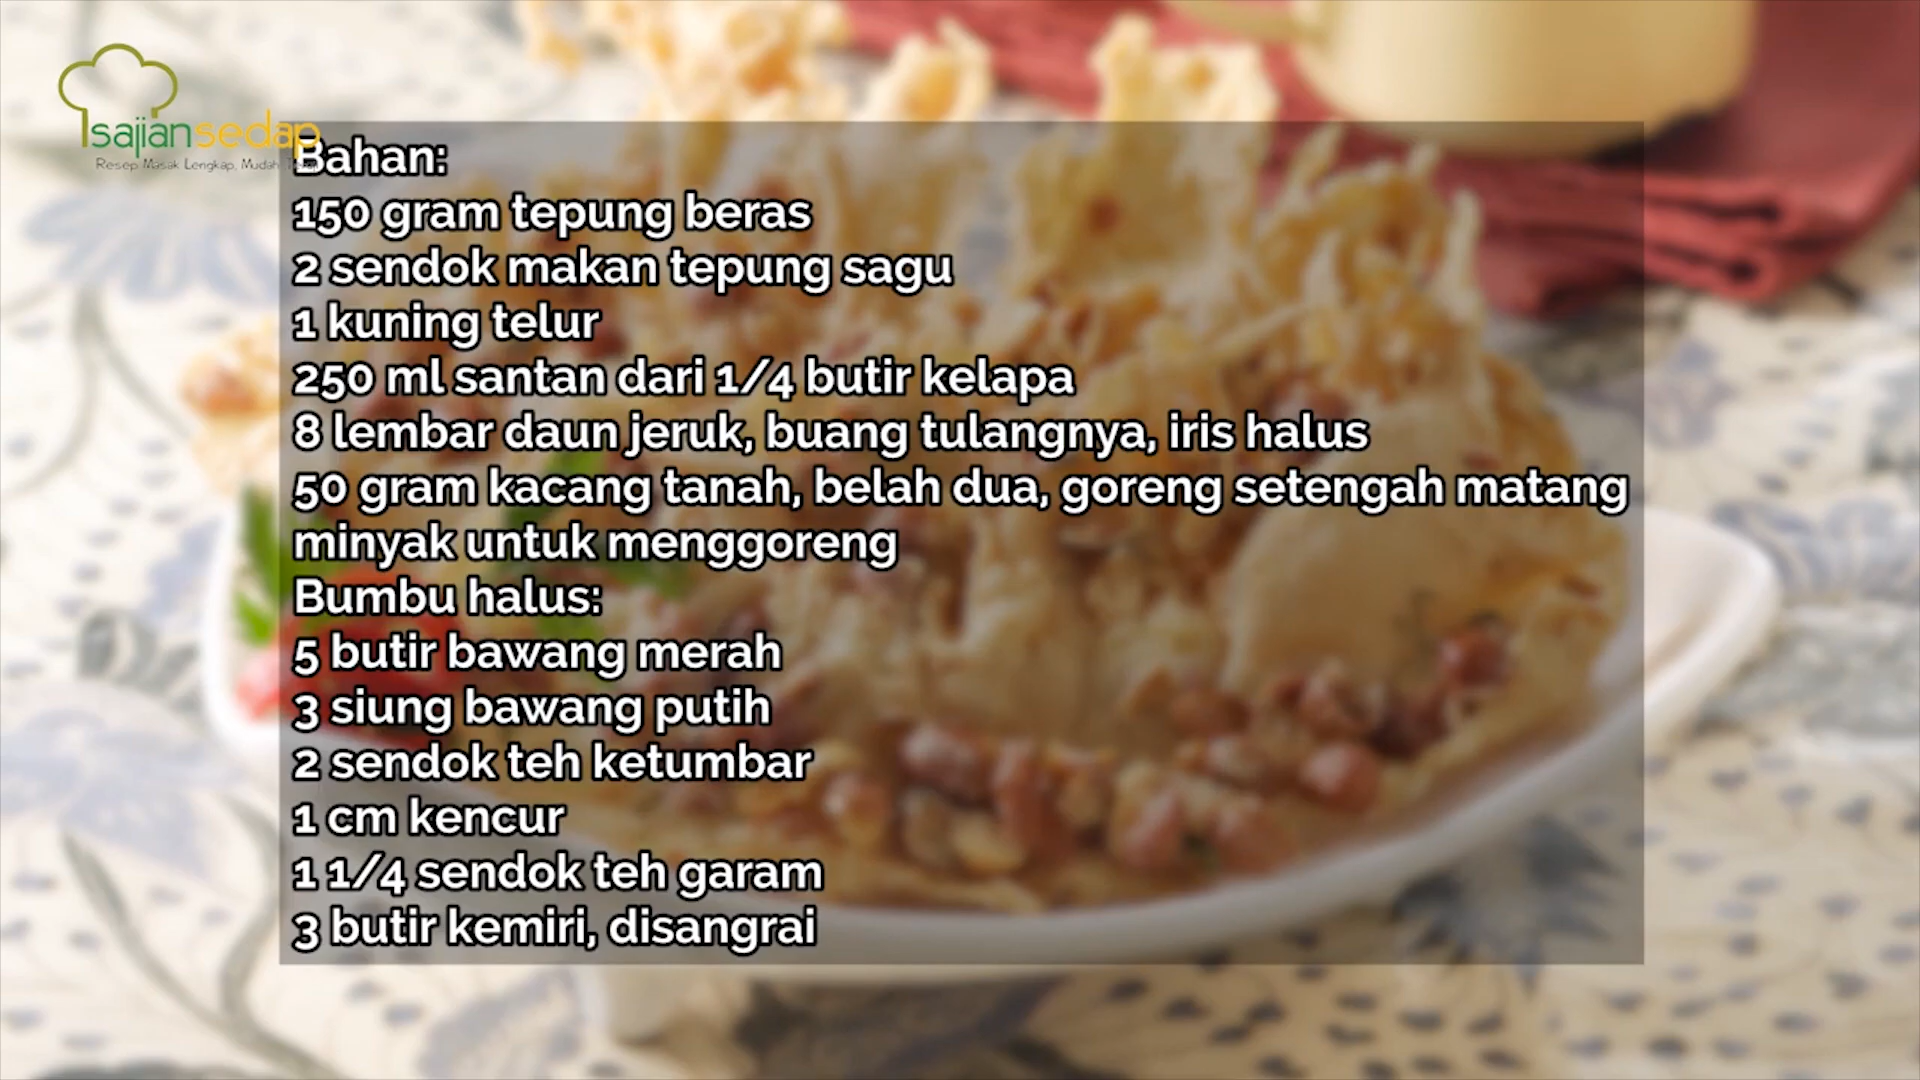 sajiansedap
Resep Masak Lengkap, Mudah
Bahan:
150 gram tepung beras
2 sendok makan tepung sagu
1 kuning telur
250 ml santan dari 1/4 butir kelapa
8 lembar daun jeruk, buang tulangnya, iris halus
50 gram kacang tanah, belah dua, goreng setengah matang
minyak untuk menggoreng
Bumbu halus:
5 butir bawang merah
3 siung bawang putih
2 sendok teh ketumbar
1 cm kencur
1 1/4 sendok teh garam
3 butir kemiri, disangrai